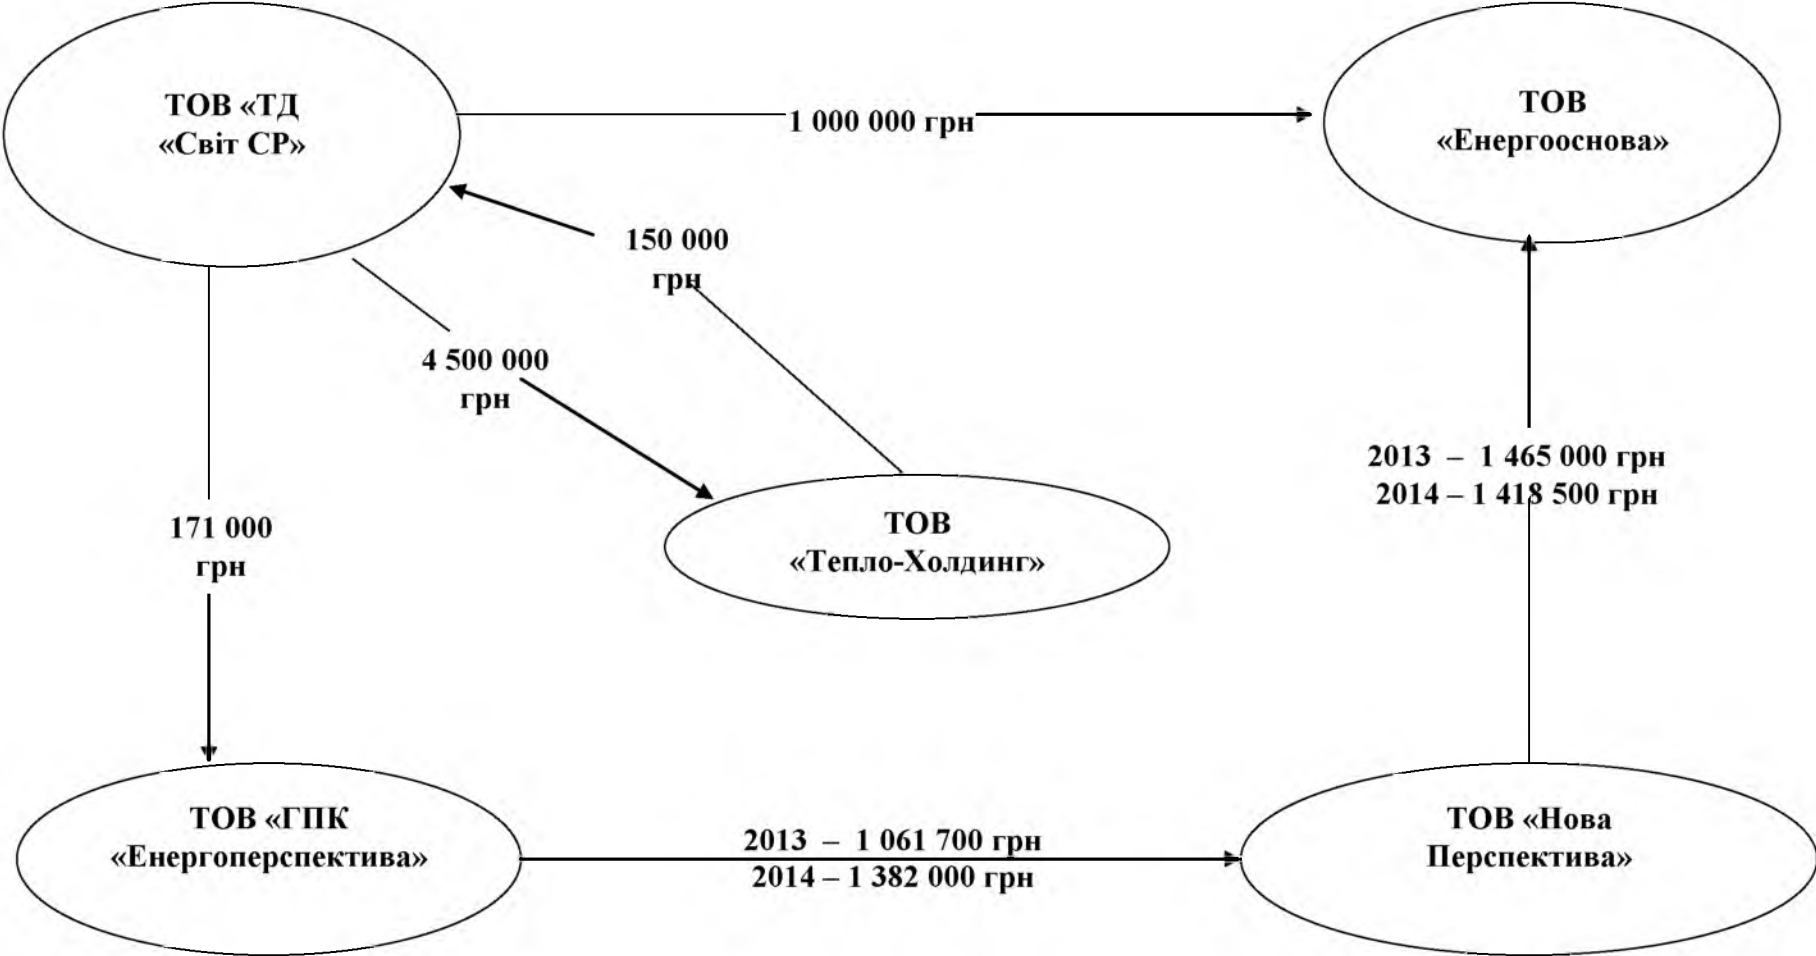 ТОВ «ТД
«Світ СР»
1 000 000 грн
ТОВ
«Енергооснова»
150 000
грн
4 500 000
грн
2013 – 1 465 000 грн
2014 – 1 418 500 грн
171 000
грн
ТОВ
«Тепло-Холдинг»
ТОВ «ГПК
«Енергоперспектива»
2013 – 1 061 700 грн
2014 – 1 382 000 грн
ТОВ «Нова
Перспектива»